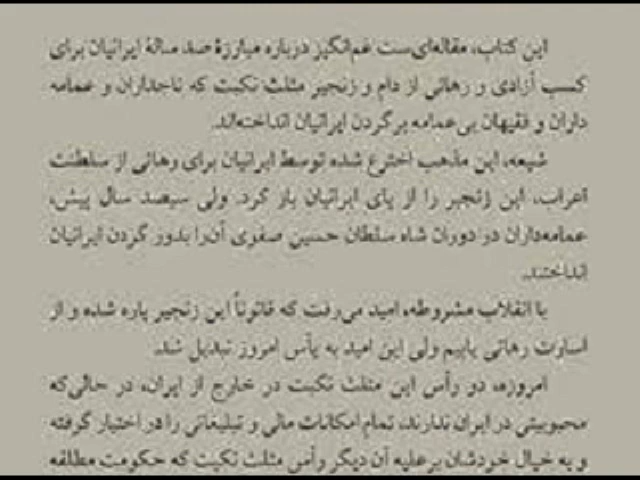 این کتاب، مقاله‌ای‌ست غم‌انگیز درباره مبارزهٔ صد سالهٔ ایرانیان برای
کسب آزادی و رهائی از دام و زنجیر مثلث نکبت که تاجداران و عمامه
داران و فقیهان بی‌عمامه برگردن ایرانیان انداخته‌اند.
شیعه، این مذهب اختراع شده توسط ایرانیان برای رهائی از سلطنت
اعراب، این زنجیر را از پای ایرانیان باز کرد. ولی سیصد سال پیش،
عمامه‌داران در دوران شاه سلطان حسین صفوی آن‌را بدور گردن ایرانیان
انداختند.
با انقلاب مشروطه، امید می‌رفت که قانوناً این زنجیر پاره شده و از
اسارت رهائی یابیم ولی این امید به یأس امروز تبدیل شد.
امروزه، دو رأس این مثلث نکبت در خارج از ایران، در حالی‌که
محبوبیتی در ایران ندارند، تمام امکانات مالی و تبلیغاتی را در اختیار گرفته
و به خیال خودشان برعلیه آن دیگر رأس مثلث نکبت که حکومت مطلقه